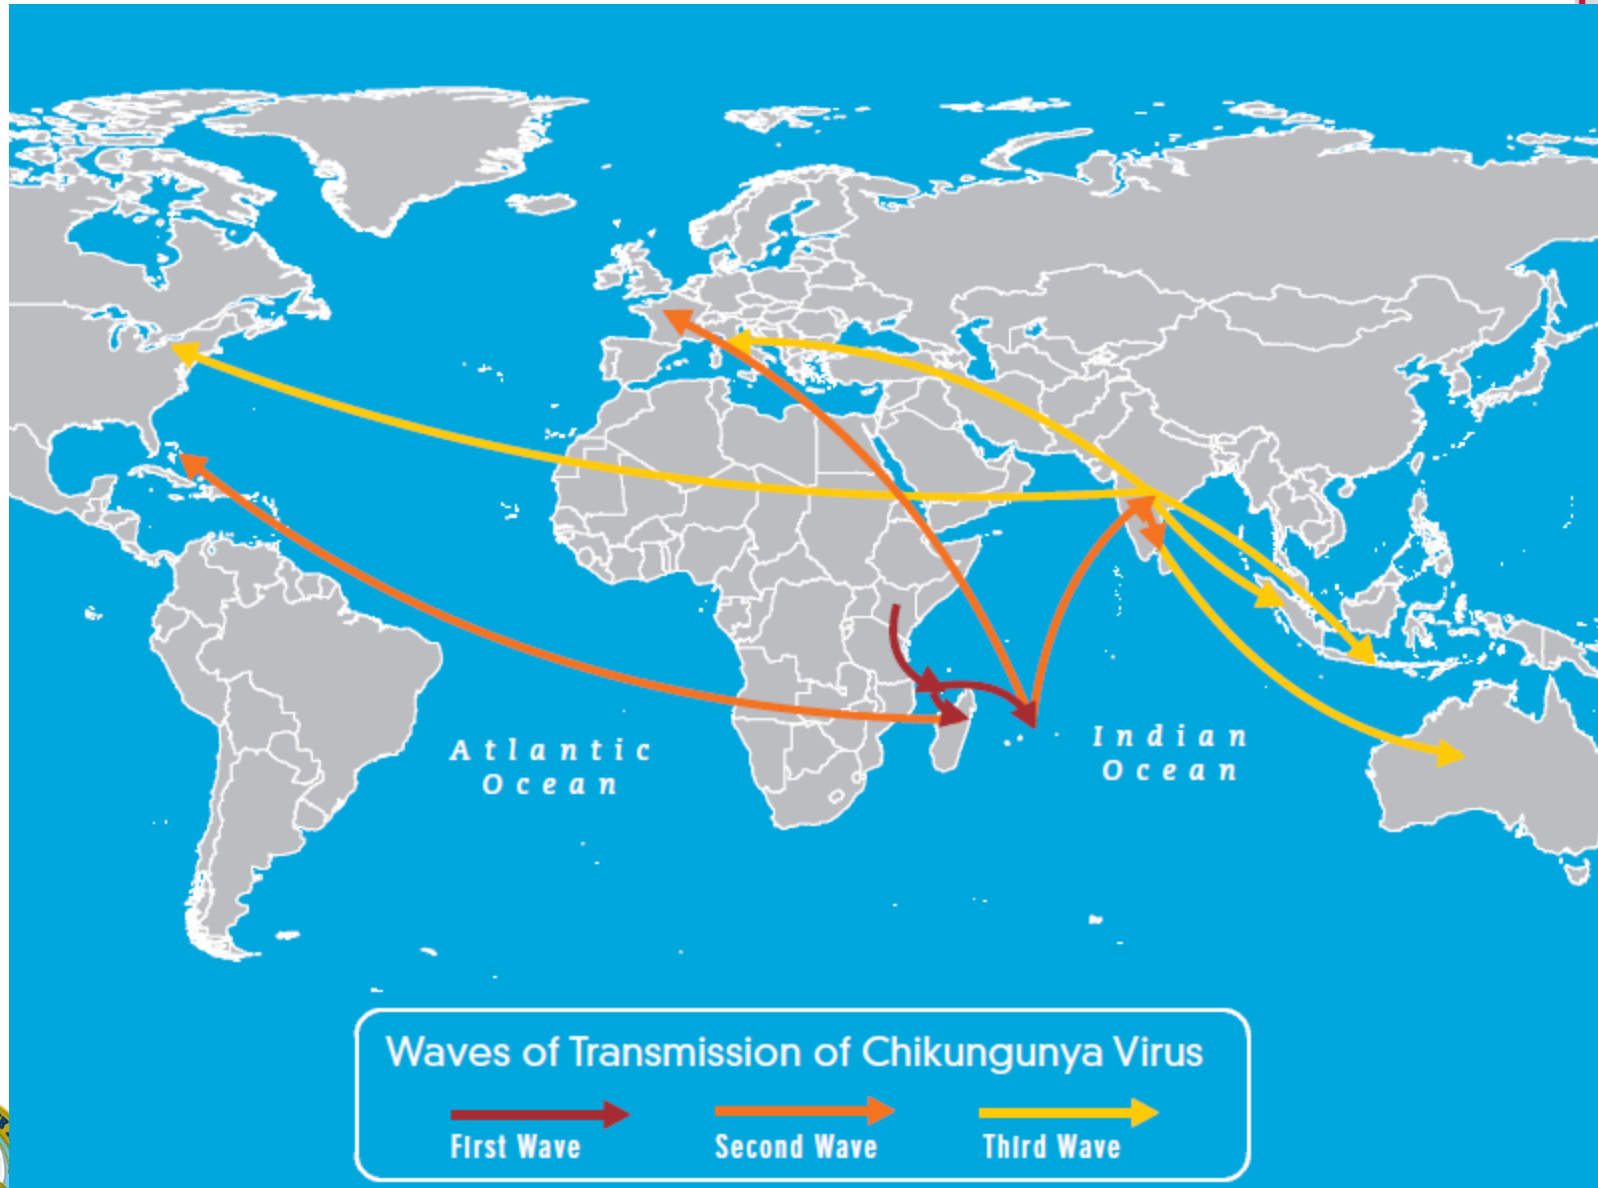 Atlantic
Ocean
Indian
Ocean
Waves of Transmission of Chikungunya Virus
First Wave
Second Wave
Third Wave